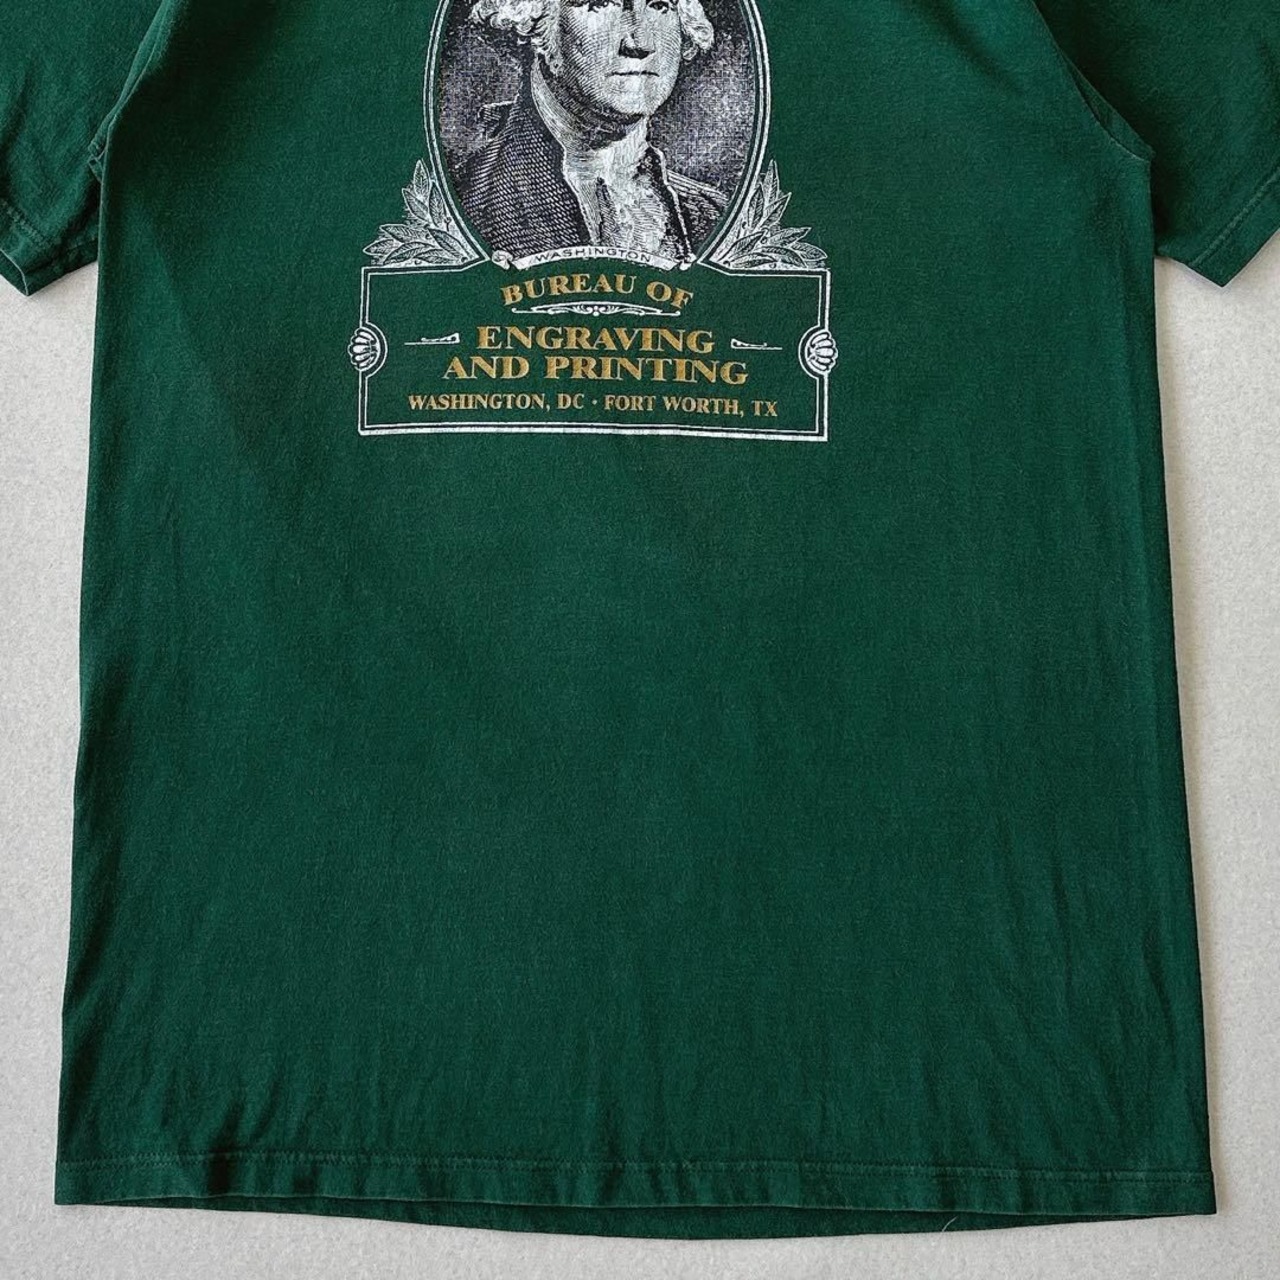 WASHINGTON
BUREAU OF
ENGRAVING
AND PRINTING
WASHINGTON, DC · FORT WORTH, TX